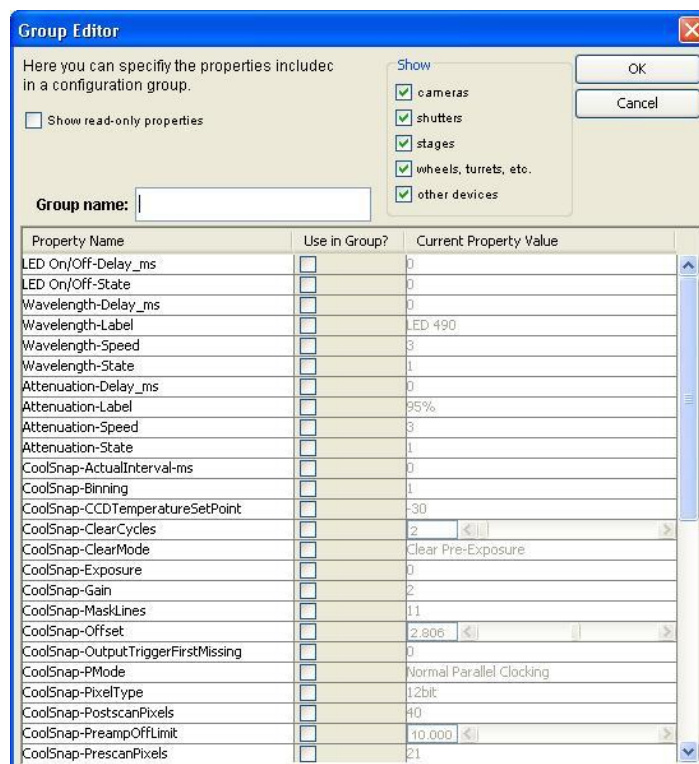 Group Editor
Here you can specifiy the properties includec
in a configuration group.
Show read-only properties
Show
cameras
shutters
stages
wheels, turrets, etc.
other devices
OK
Cancel
Group name:
Property Name Use in Group? Current Property Value
LED On/Off-Delay_ms 0
LED On/Off-State 0
Wavelength-Delay_ms 0
Wavelength-Label LED 490
Wavelength-Speed 3
Wavelength-State 1
Attenuation-Delay_ms 0
Attenuation-Label 95%
Attenuation-Speed 3
Attenuation-State 1
CoolSnap-ActualInterval-ms 0
CoolSnap-Binning 1
CoolSnap-CCDTemperatureSetPoint -30
CoolSnap-ClearCycles 2
CoolSnap-ClearMode Clear Pre-Exposure
CoolSnap-Exposure 0
CoolSnap-Gain 2
CoolSnap-MaskLines 11
CoolSnap-Offset 2.806
CoolSnap-OutputTriggerFirstMissing 0
CoolSnap-PMode Normal Parallel Clocking
CoolSnap-PixelType 12bit
CoolSnap-PostscanPixels 40
CoolSnap-PreampOffLimit 10.000
CoolSnap-PrescanPixels 21